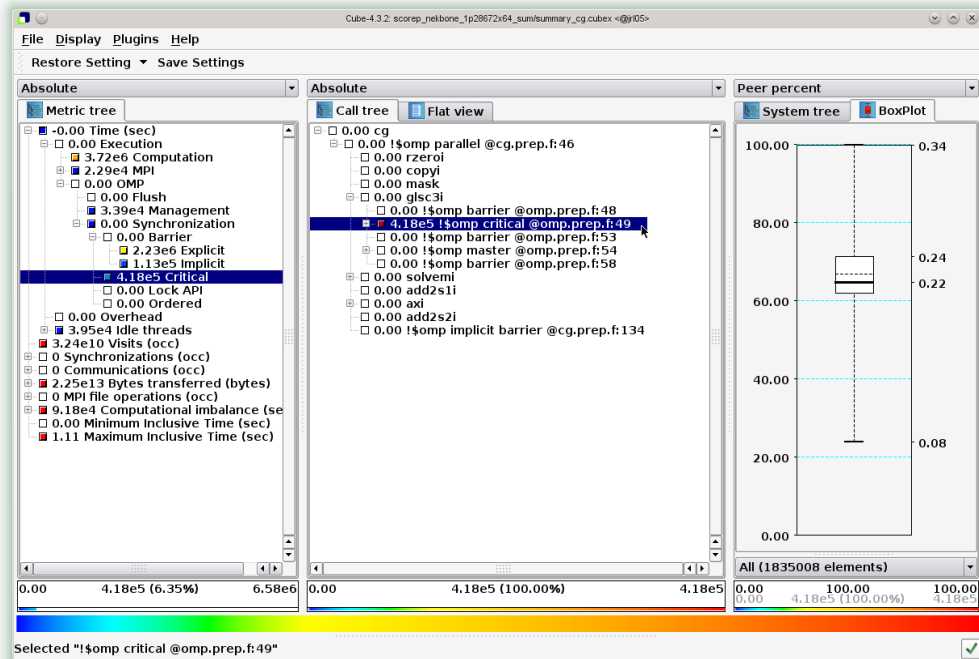 Cube-4.3.2: scorep_nekbone_1p28672x64_sum/summary_cg.cubex <@jrl05>
File Display Plugins Help
Restore Setting Save Settings
Absolute
Metric tree
-0.00 Time (sec)
0.00 Execution
3.72e6 Computation
2.29e4 MPI
0.00 OMP
0.00 Flush
3.39e4 Management
0.00 Synchronization
0.00 Barrier
2.23e6 Explicit
1.13e5 Implicit
4.18e5 Critical
0.00 Lock API
0.00 Ordered
0.00 Overhead
3.95e4 Idle threads
3.24e10 Visits (occ)
0 Synchronizations (occ)
0 Communications (occ)
2.25e13 Bytes transferred (bytes)
0 MPI file operations (occ)
9.18e4 Computational imbalance (se
0.00 Minimum Inclusive Time (sec)
1.11 Maximum Inclusive Time (sec)
0.00 4.18e5 (6.35%) 6.58e6
Absolute
Call tree Flat view
0.00 cg
0.00 !$omp parallel @cg.prep.f:46
0.00 rzeroi
0.00 copyi
0.00 mask
0.00 glsc3i
0.00 !$omp barrier @omp.prep.f:48
4.18e5 !$omp critical @omp.prep.f:49
0.00 !$omp barrier @omp.prep.f:53
0.00 !$omp master @omp.prep.f:54
0.00 !$omp barrier @omp.prep.f:58
0.00 solvemi
0.00 add2s1i
0.00 axi
0.00 add2s2i
0.00 !$omp implicit barrier @cg.prep.f:134
0.00 4.18e5 (100.00%) 4.18e5
Peer percent
System tree BoxPlot
100.00 0.34
80.00
0.24
0.22
60.00
40.00
0.08
20.00
0.00
All (1835008 elements)
0.00 100.00 100.00
0.00 4.18e5 (100.00%) 4.18e5
Selected "!$omp critical @omp.prep.f:49"